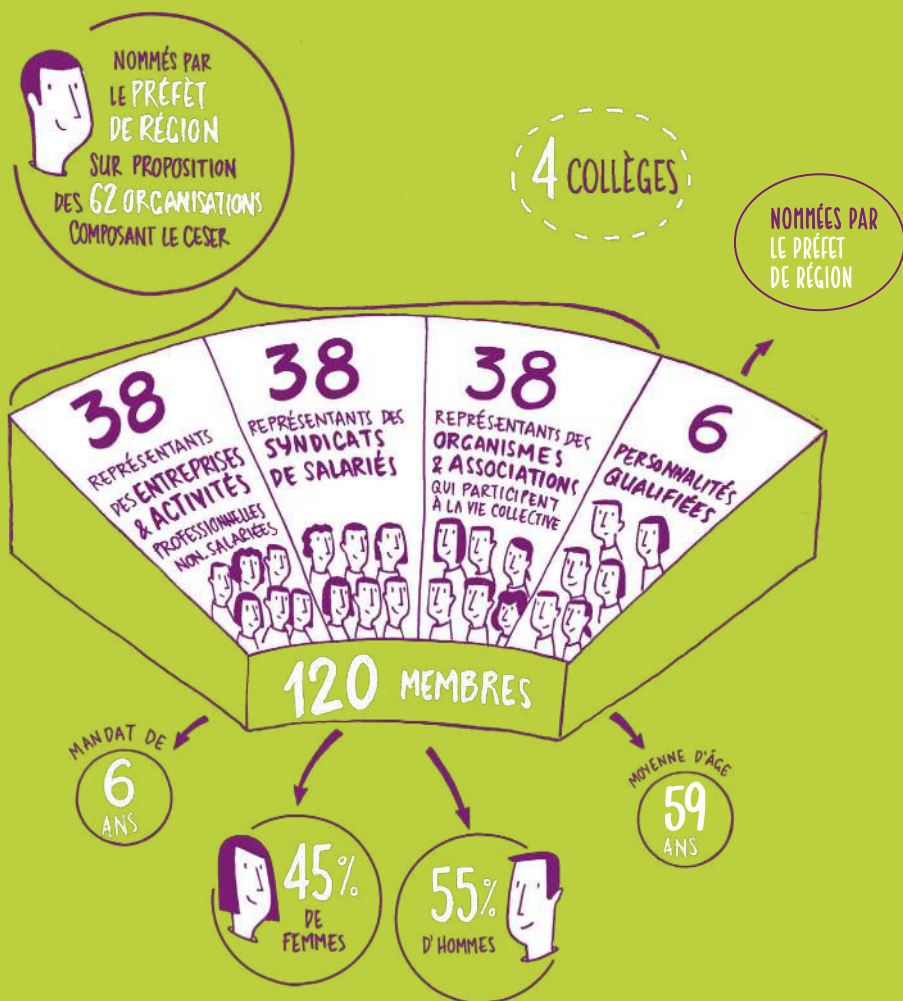 NOMMÉS PAR
LE PRÉFÈT
DE RÉGION
SUR PROPOSITION
DES 62 ORGANISATIONS
COMPOSANT LE CESER
4 COLLÈGES
NOMMÉES PAR
LE PRÉFET
DE RÉGION
38
REPRÉSENTANTS
DES ENTREPRISES
& ACTIVITÉS
PROFESSIONNELLES
NON-SALARIÉES
38
REPRÉSENTANTS DES
SYNDICATS
DE SALARIÉS
38
REPRÉSENTANTS DES
ORGANISMES
& ASSOCIATIONS
QUI PARTICIPENT
À LA VIE COLLECTIVE
6
PERSONNALITÉS
QUALIFIÉES
120 MEMBRES
MANDAT DE
6
ANS
45%
DE
FEMMES
55%
D'HOMMES
MOYENNE D'ÂGE
59
ANS